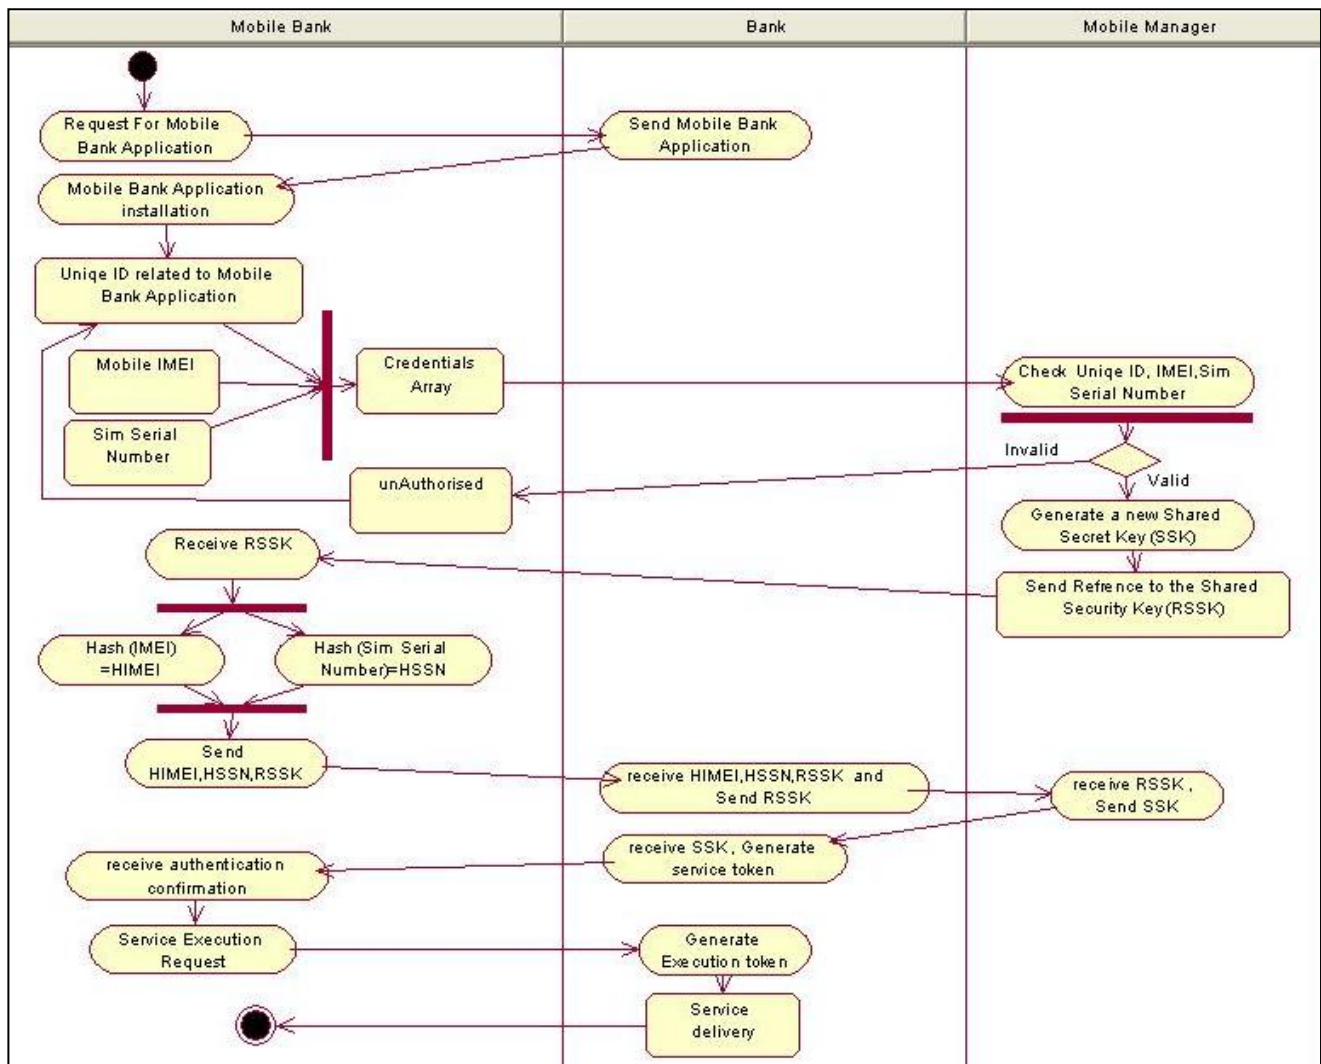 Mobile Bank
Bank
Mobile Manager
Request For Mobile
Bank Application
Send Mobile Bank
Application
Mobile Bank Application
installation
Uniqe ID related to Mobile
Bank Application
Mobile IMEI
Credentials
Array
Check Uniqe ID, IMEI,Sim
Serial Number
Sim Serial
Number
Invalid
unAuthorised
Valid
Generate a new Shared
Secret Key (SSK)
Receive RSSK
Send Refrence to the Shared
Security Key(RSSK)
Hash (IMEI)
=HIMEI
Hash (Sim Serial
Number)=HSSN
Send
HIMEI,HSSN,RSSK
receive HIMEI,HSSN,RSSK and
Send RSSK
receive RSSK ,
Send SSK
receive SSK , Generate
service token
receive authentication
confirmation
Service Execution
Request
Generate
Execution token
Service
delivery